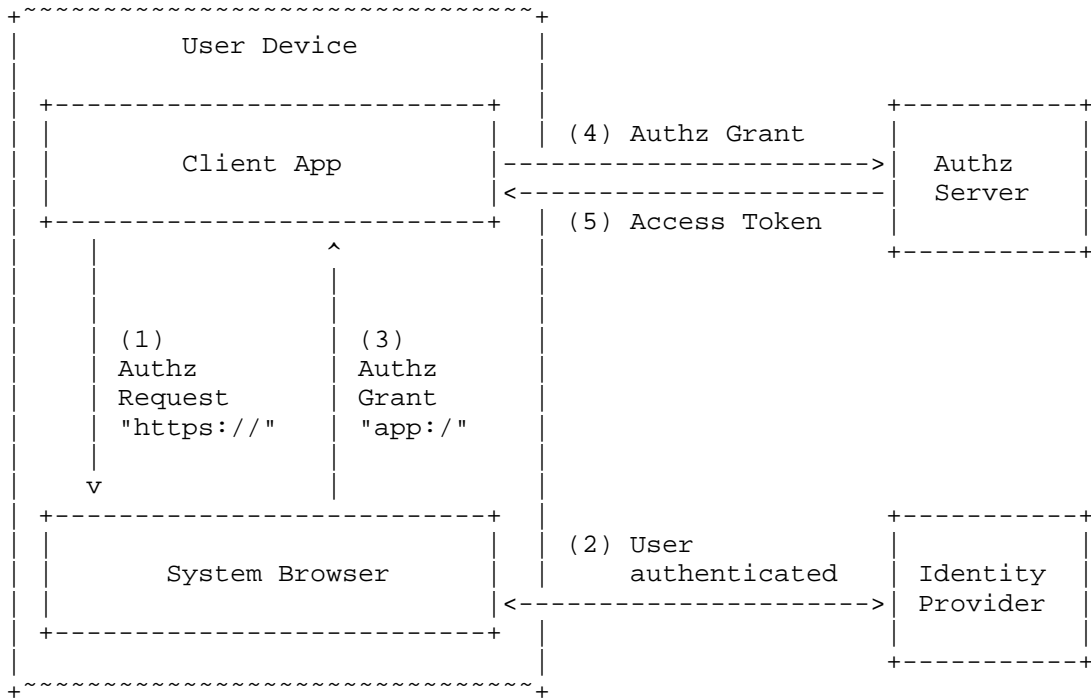 User Device
(4) Authz Grant
Client App
Authz
Server
(5) Access Token
(1)
Authz
Request
"https://"
(3)
Authz
Grant
"app:/"
(2) User
authenticated
System Browser
Identity
Provider